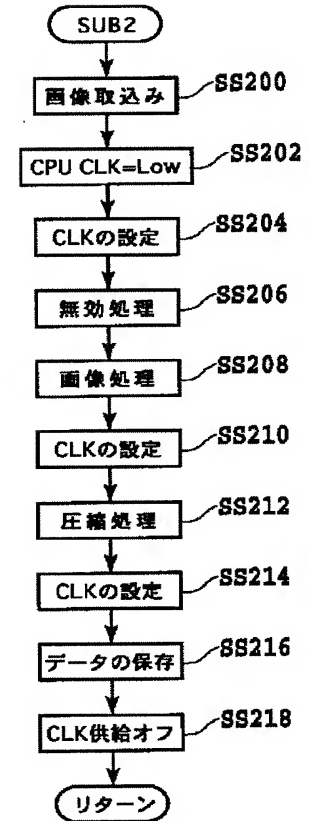 SUB2
画像取込み
SS200
CPU CLK=Low
SS202
CLKの設定
SS204
無効処理
SS206
画像処理
SS208
CLKの設定
SS210
圧縮処理
SS212
CLKの設定
SS214
データの保存
SS216
CLK供給オフ
SS218
リターン